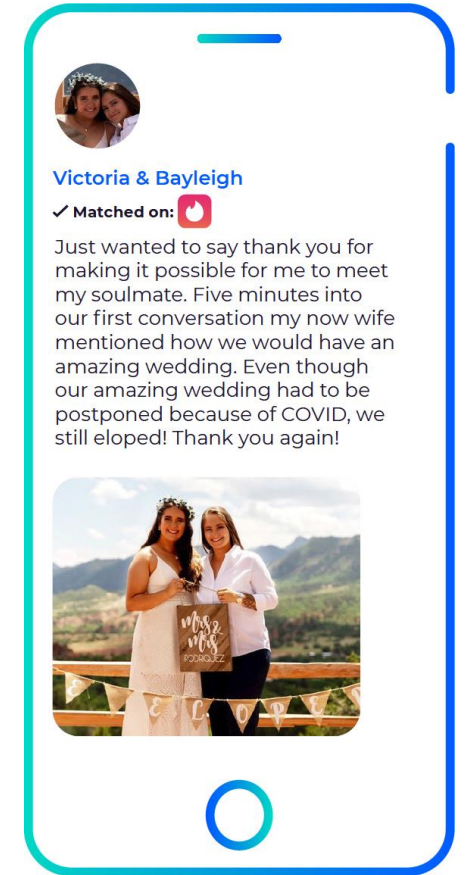 Victoria & Bayleigh
Matched on:
Just wanted to say thank you for
making it possible for me to meet
my soulmate. Five minutes into
our first conversation my now wife
mentioned how we would have an
amazing wedding. Even though
our amazing wedding had to be
postponed because of COVID, we
still eloped! Thank you again!
Mrs &
Mrs
RODRIQUEZ
ELOPE